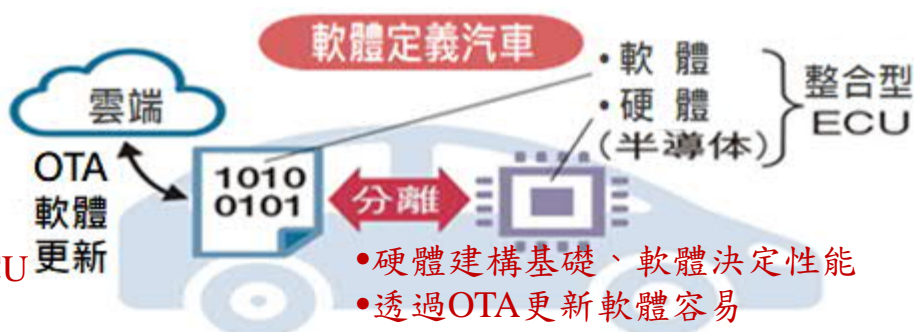 軟體定義汽車
•軟體
•硬體
(半導体)
整合型
ECU
雲端
OTA
軟體
更新
1010
0101
分離
U
•硬體建構基礎、軟體決定性能
•透過OTA更新軟體容易